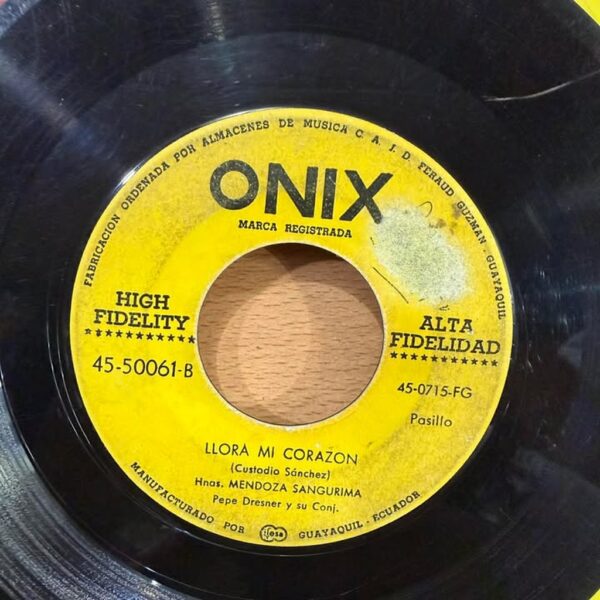 FABRICACION ORDENADA POR ALMACENES DE MUSICA C. A. J. D. FERAUD GUZMAN - GUAYAQUIL
ONIX
MARCA REGISTRADA
HIGH
FIDELITY
45-50061-B
ALTA
FIDELIDAD
45-0715-FG
Pasillo
LLORA MI CORAZON
(Custodio Sánchez)
Hnas. MENDOZA SANGURIMA
Pepe Dresner y su Conj.
MANUFACTURADO POR ifesa GUAYAQUIL - ECUADOR